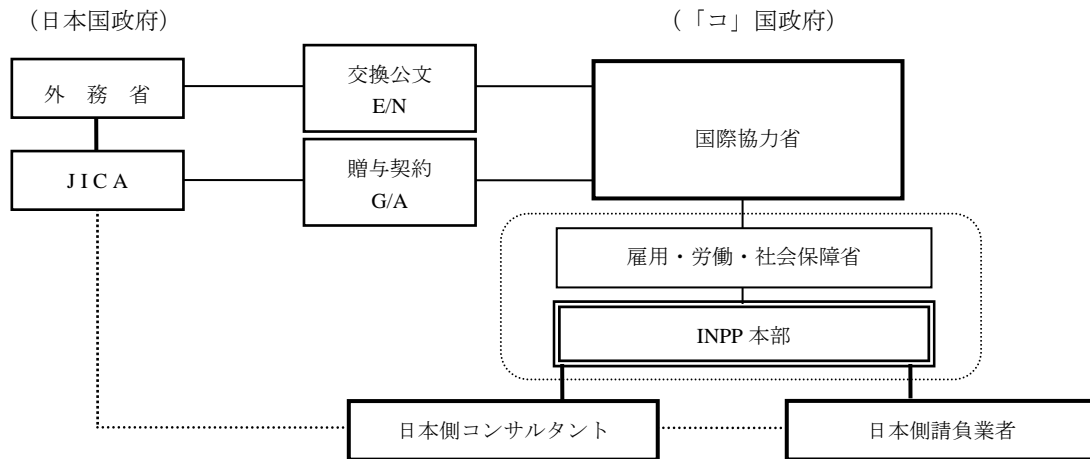 （日本国政府）
（「コ」国政府）
外　務　省
交換公文
E/N
国際協力省
J I C A
贈与契約
G/A
雇用・労働・社会保障省
INPP 本部
日本側コンサルタント
日本側請負業者